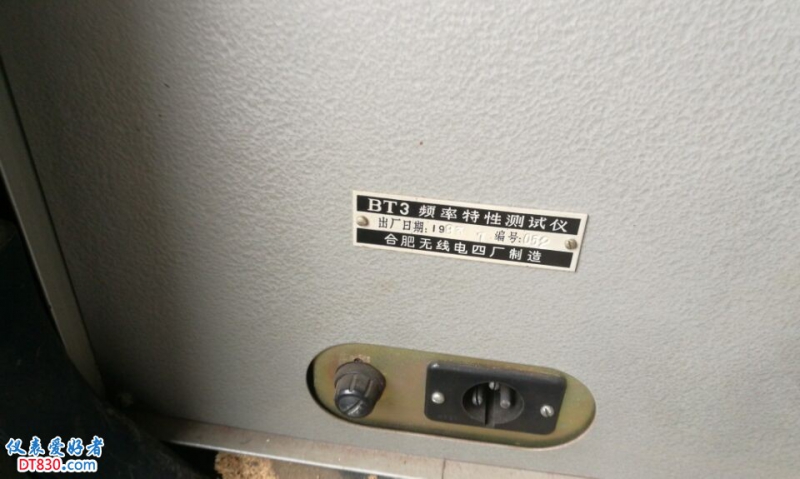 BT3 频率特性测试仪
出厂日期:19 编号:
合肥无线电四厂制造
仪表爱好者
DT830.com